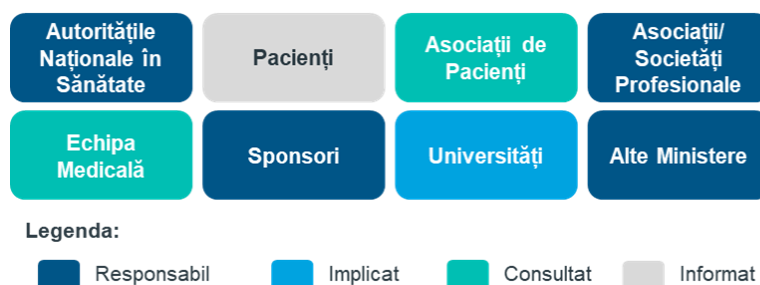 Autoritățile
Naționale în
Sănătate
Pacienți
Asociații de
Pacienți
Asociații/
Societăți
Profesionale
Echipa
Medicală
Sponsori
Universități
Alte Ministere
Legenda:
Responsabil
Implicat
Consultat
Informat